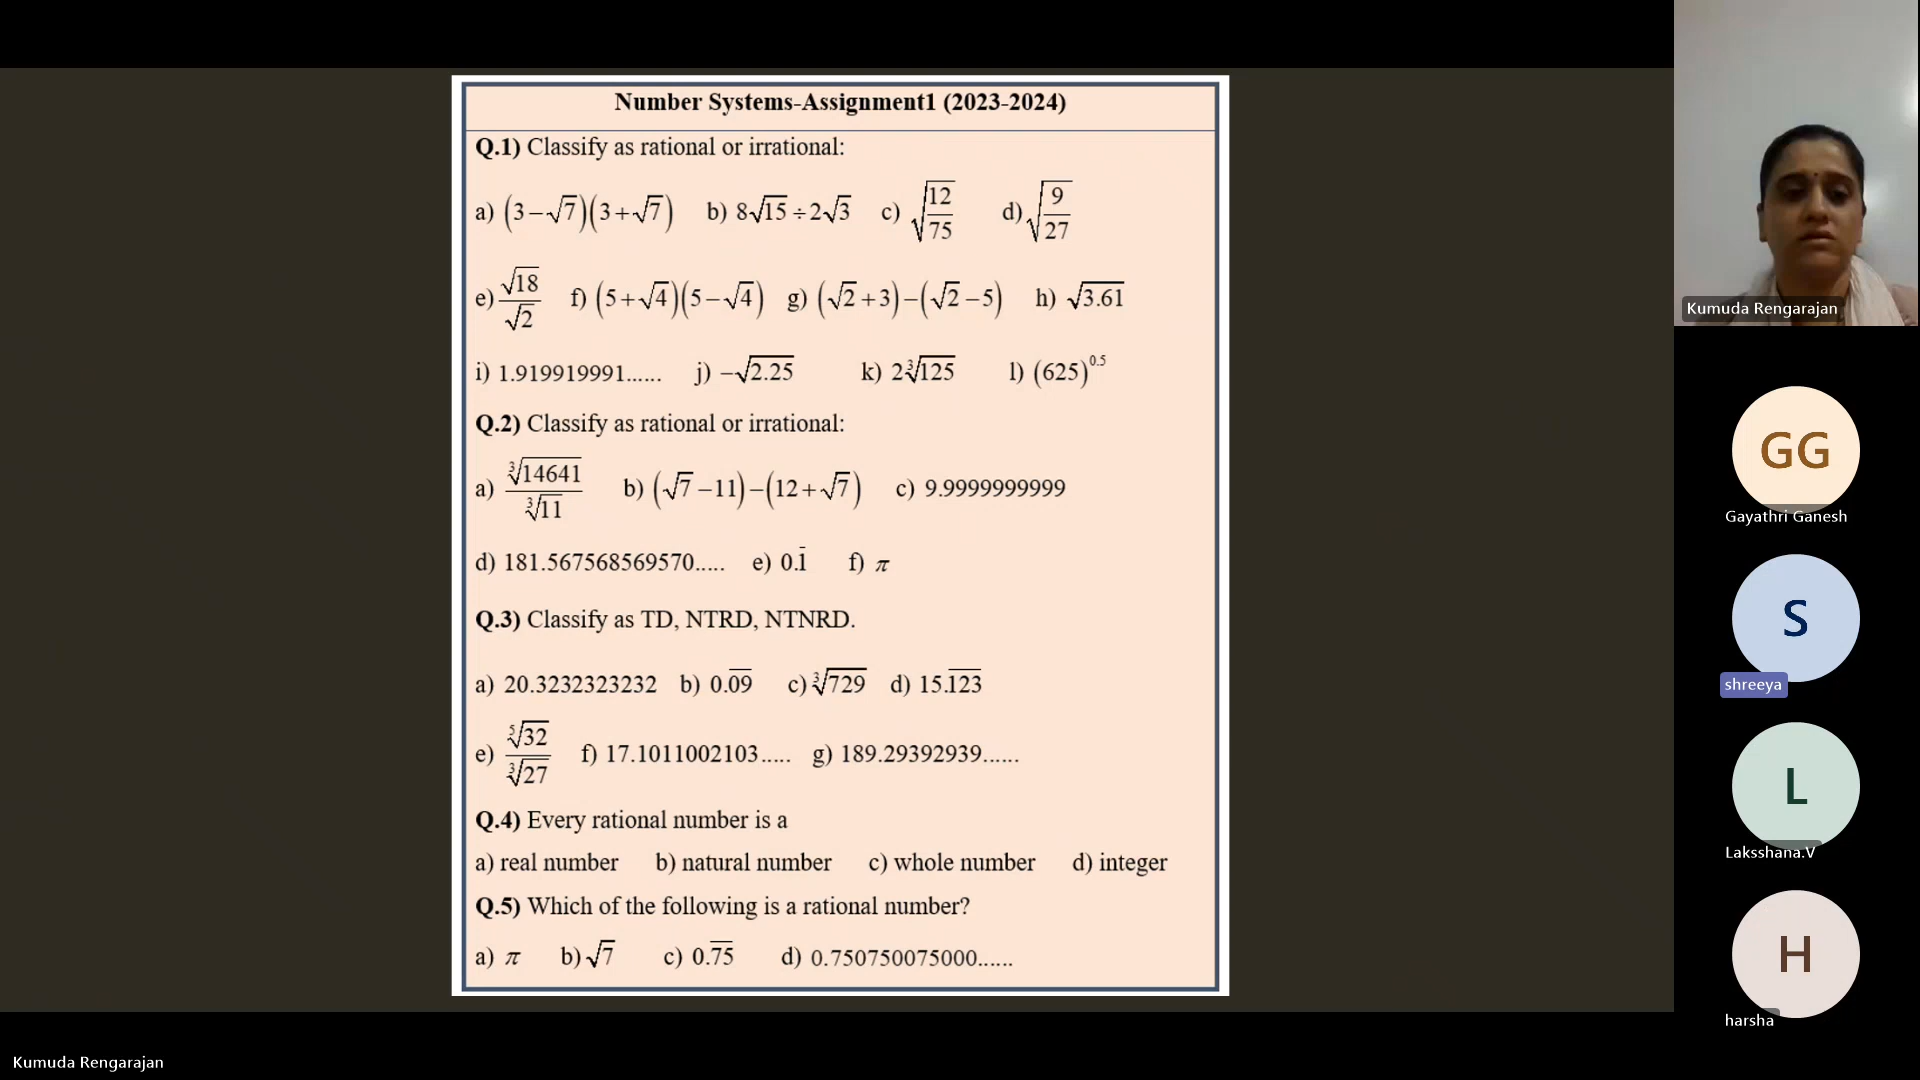 Number Systems-Assignment1 (2023-2024)
Q.1) Classify as rational or irrational:
a) (3−√7)(3+√7) b) 8√15÷2√3 c) √(12/75) d) √(9/27)
e) √18/√2 f) (5+√4)(5−√4) g) (√2+3)−(√2−5) h) √3.61
i) 1.919919991...... j) −√2.25 k) 2∛125 l) (625)^0.5
Q.2) Classify as rational or irrational:
a) ∛14641/∛11 b) (√7−11)−(12+√7) c) 9.9999999999
d) 181.567568569570..... e) 0.1̄ f) π
Q.3) Classify as TD, NTRD, NTNRD.
a) 20.3232323232 b) 0.0̅9̅ c) ∛729 d) 15.1̅2̅3̅
e) ⁵√32/∛27 f) 17.1011002103..... g) 189.29392939......
Q.4) Every rational number is a
a) real number b) natural number c) whole number d) integer
Q.5) Which of the following is a rational number?
a) π b) √7 c) 0.7̅5̅ d) 0.750750075000......
Kumuda Rengarajan
GG
Gayathri Ganesh
S
shreeya
L
Laksshana.V
H
harsha
Kumuda Rengarajan